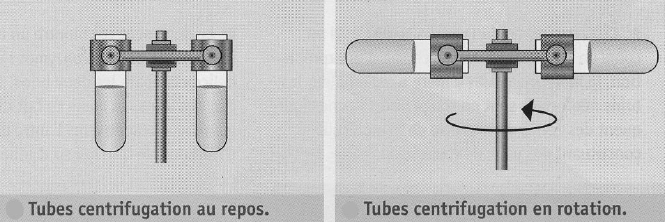 Tubes centrifugation au repos.
Tubes centrifugation en rotation.